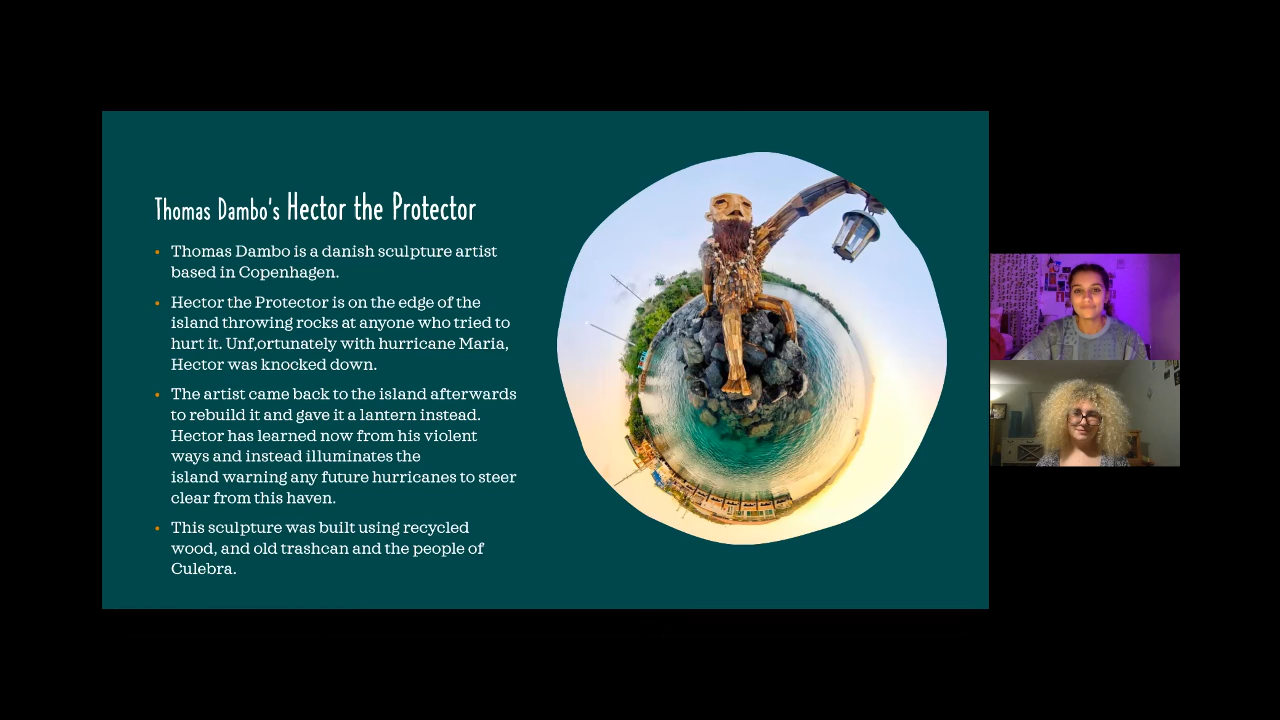 Thomas Dambo's Hector the Protector
• Thomas Dambo is a danish sculpture artist
based in Copenhagen.
• Hector the Protector is on the edge of the
island throwing rocks at anyone who tried to
hurt it. Unf,ortunately with hurricane Maria,
Hector was knocked down.
• The artist came back to the island afterwards
to rebuild it and gave it a lantern instead.
Hector has learned now from his violent
ways and instead illuminates the
island warning any future hurricanes to steer
clear from this haven.
• This sculpture was built using recycled
wood, and old trashcan and the people of
Culebra.